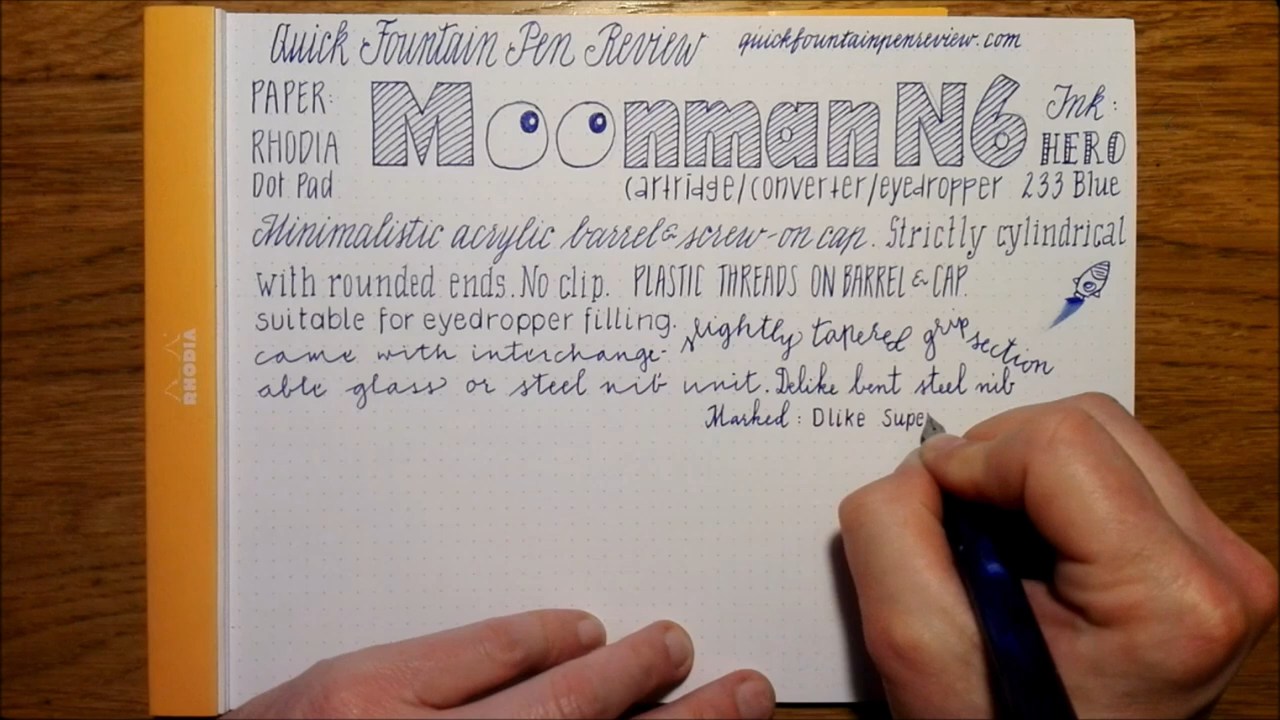 Quick Fountain Pen Review quickfountainpenreview.com
PAPER: Moonman N6 Ink:
RHODIA HERO
Dot Pad Cartridge/converter/eyedropper 233 Blue
Minimalistic acrylic barrel & screw-on cap. Strictly cylindrical
with rounded ends. No clip. PLASTIC THREADS ON BARREL & CAP.
suitable for eyedropper filling. slightly tapered grip section
came with interchange-
able glass or steel nib unit. Delike bent steel nib
Marked: Dlike Supe
RHODIA